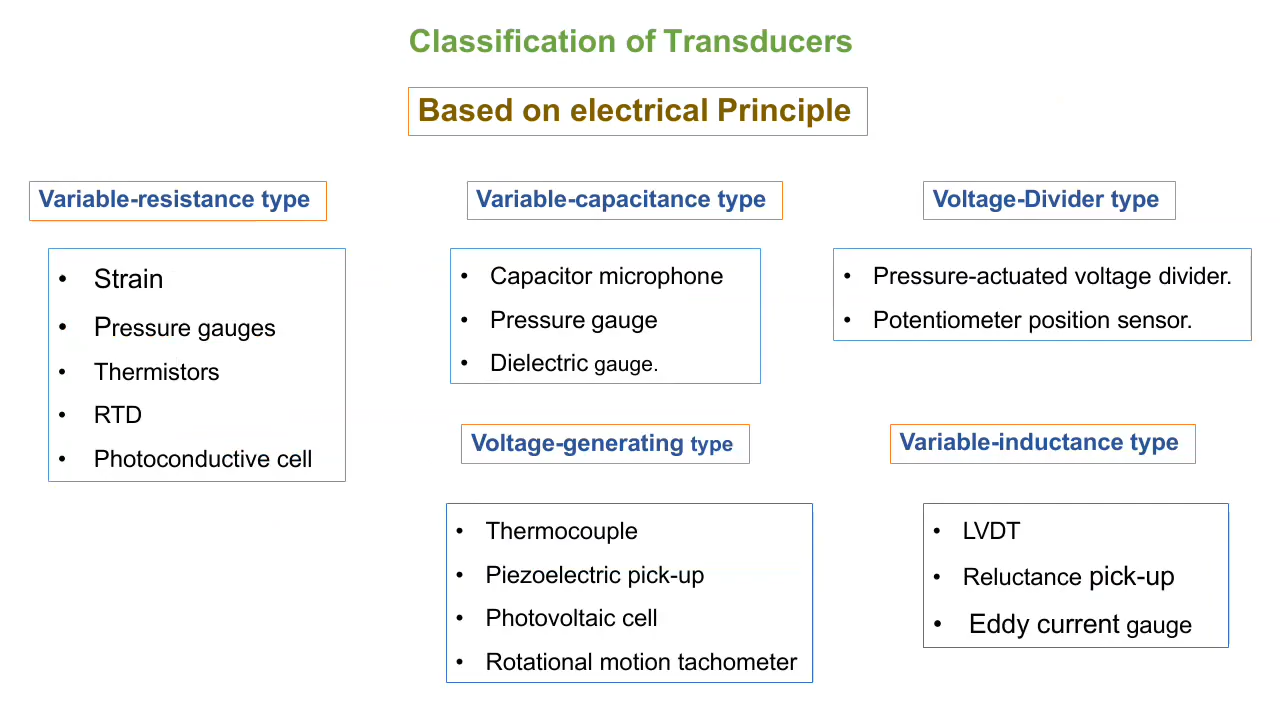 Classification of Transducers
Based on electrical Principle
Variable-resistance type
• Strain
• Pressure gauges
• Thermistors
• RTD
• Photoconductive cell
Variable-capacitance type
• Capacitor microphone
• Pressure gauge
• Dielectric gauge.
Voltage-Divider type
• Pressure-actuated voltage divider.
• Potentiometer position sensor.
Voltage-generating type
• Thermocouple
• Piezoelectric pick-up
• Photovoltaic cell
• Rotational motion tachometer
Variable-inductance type
• LVDT
• Reluctance pick-up
• Eddy current gauge